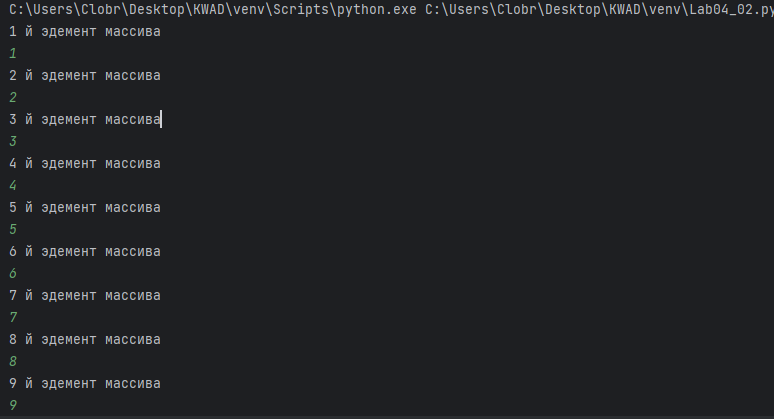 C:\Users\Clobr\Desktop\KWAD\venv\Scripts\python.exe C:\Users\Clobr\Desktop\KWAD\venv\Lab04_02.py
1 й эдемент массива
1
2 й эдемент массива
2
3 й эдемент массива
3
4 й эдемент массива
4
5 й эдемент массива
5
6 й эдемент массива
6
7 й эдемент массива
7
8 й эдемент массива
8
9 й эдемент массива
9